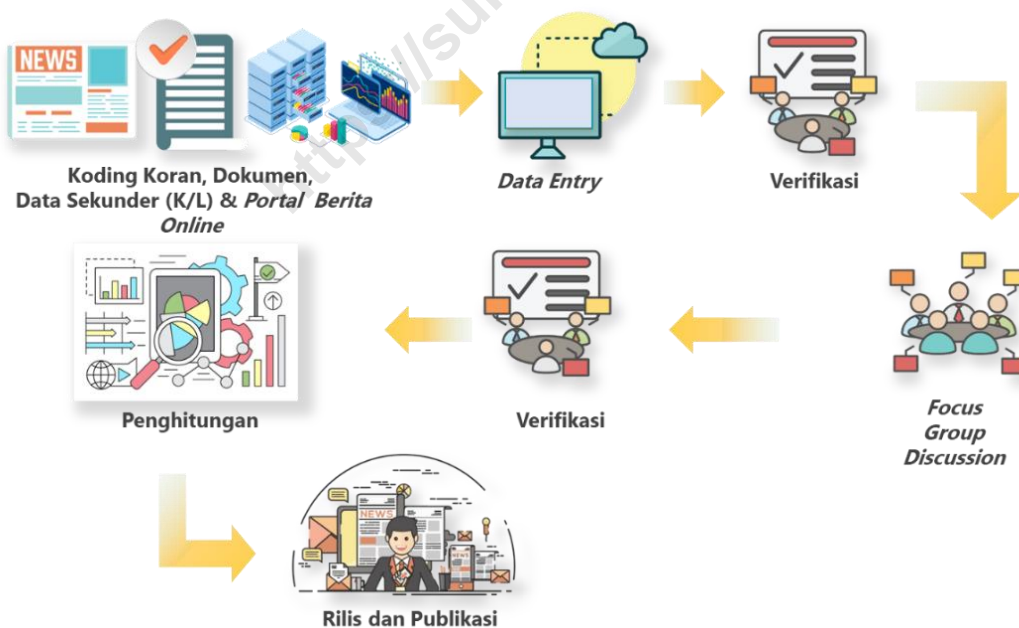 NEWS
Koding Koran, Dokumen,
Data Sekunder (K/L) & Portal Berita
Online
Data Entry
Verifikasi
Focus
Group
Discussion
Verifikasi
Penghitungan
NEWS
Rilis dan Publikasi